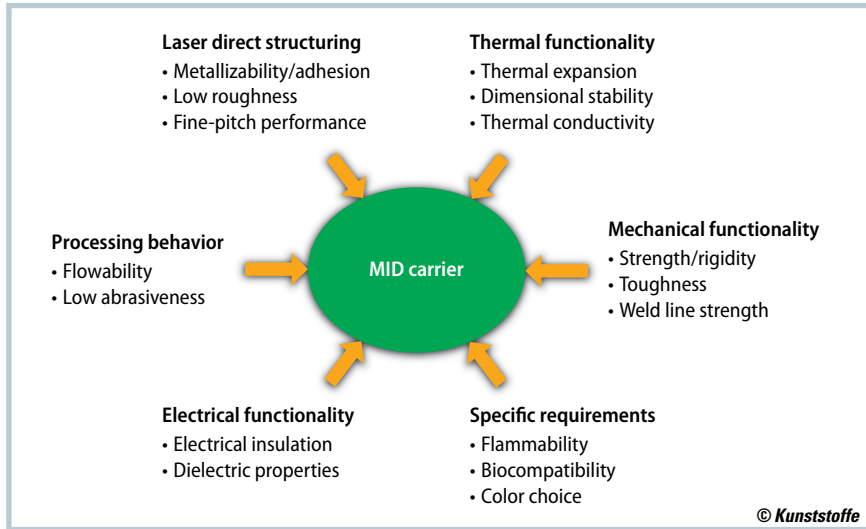 Laser direct structuring
• Metallizability/adhesion
• Low roughness
• Fine-pitch performance
Thermal functionality
• Thermal expansion
• Dimensional stability
• Thermal conductivity
Processing behavior
• Flowability
• Low abrasiveness
MID carrier
Mechanical functionality
• Strength/rigidity
• Toughness
• Weld line strength
Electrical functionality
• Electrical insulation
• Dielectric properties
Specific requirements
• Flammability
• Biocompatibility
• Color choice
© Kunststoffe